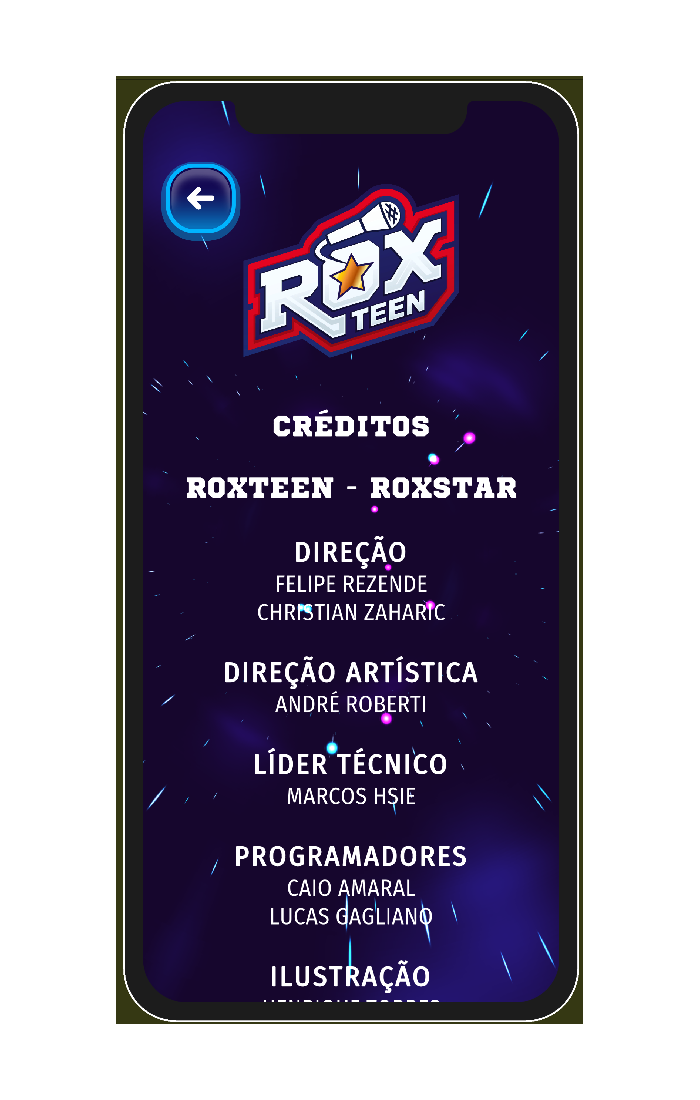 ROX
TEEN
CRÉDITOS
ROXTEEN - ROXSTAR
DIREÇÃO
FELIPE REZENDE
CHRISTIAN ZAHARIC
DIREÇÃO ARTÍSTICA
ANDRÉ ROBERTI
LÍDER TÉCNICO
MARCOS HSIE
PROGRAMADORES
CAIO AMARAL
LUCAS GAGLIANO
ILUSTRAÇÃO